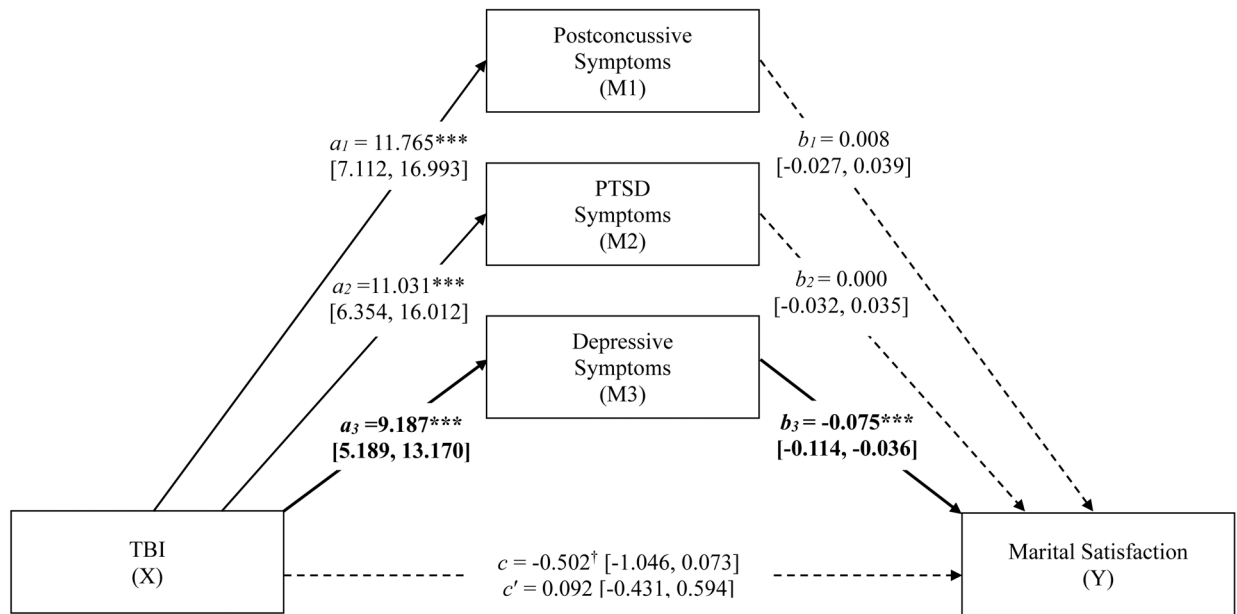 Postconcussive
Symptoms
(M1)
a1 = 11.765***
[7.112, 16.993]
b1 = 0.008
[-0.027, 0.039]
PTSD
Symptoms
(M2)
a2 =11.031***
[6.354, 16.012]
b2 = 0.000
[-0.032, 0.035]
Depressive
Symptoms
(M3)
a3 =9.187***
[5.189, 13.170]
b3 = -0.075***
[-0.114, -0.036]
TBI
(X)
c = -0.502† [-1.046, 0.073]
c′ = 0.092 [-0.431, 0.594]
Marital Satisfaction
(Y)